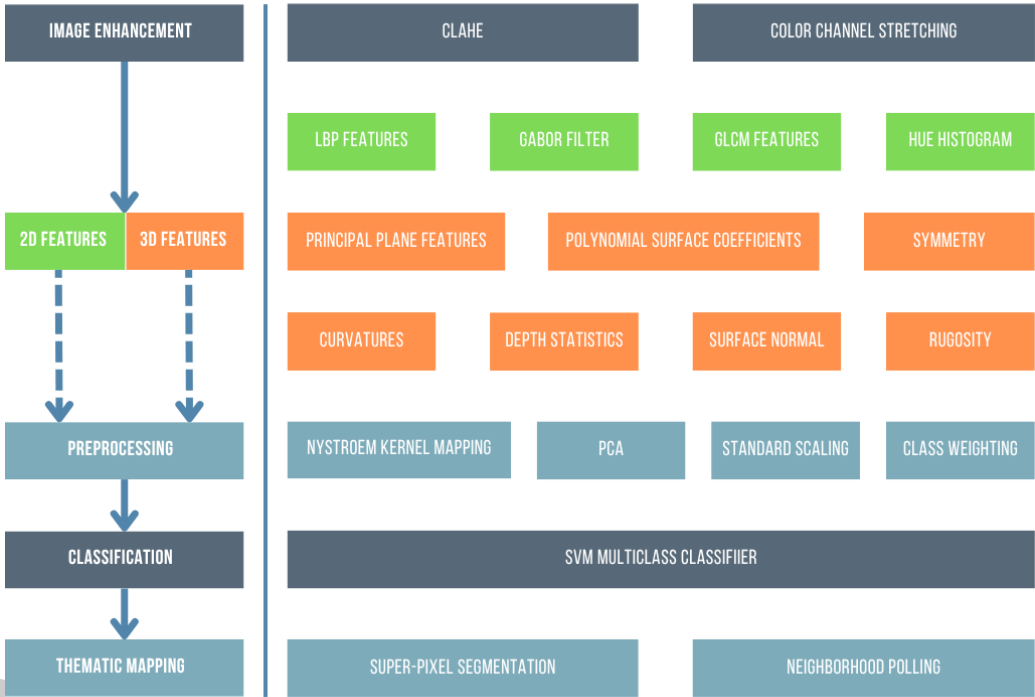 IMAGE ENHANCEMENT
CLAHE
COLOR CHANNEL STRETCHING
LBP FEATURES
GABOR FILTER
GLCM FEATURES
HUE HISTOGRAM
2D FEATURES
3D FEATURES
PRINCIPAL PLANE FEATURES
POLYNOMIAL SURFACE COEFFICIENTS
SYMMETRY
CURVATURES
DEPTH STATISTICS
SURFACE NORMAL
RUGOSITY
PREPROCESSING
NYSTROEM KERNEL MAPPING
PCA
STANDARD SCALING
CLASS WEIGHTING
CLASSIFICATION
SVM MULTICLASS CLASSIFIIER
THEMATIC MAPPING
SUPER-PIXEL SEGMENTATION
NEIGHBORHOOD POLLING